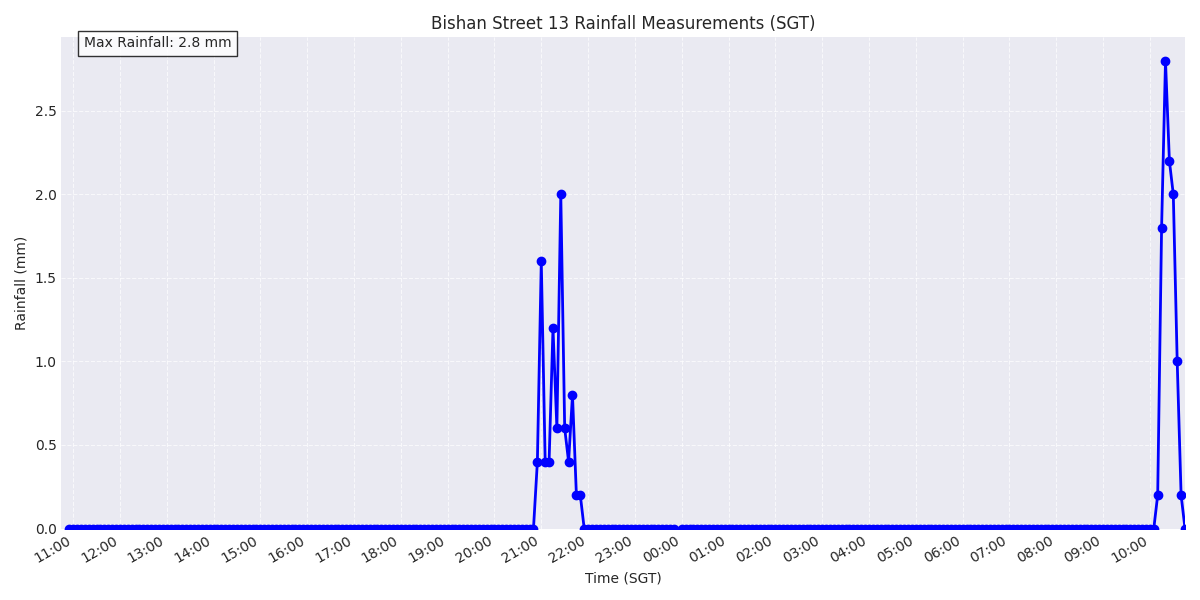 Bishan Street 13 Rainfall Measurements (SGT)
Max Rainfall: 2.8 mm
Rainfall (mm)
2.5
2.0
1.5
1.0
0.5
0.0
11:00 12:00 13:00 14:00 15:00 16:00 17:00 18:00 19:00 20:00 21:00 22:00 23:00 00:00 01:00 02:00 03:00 04:00 05:00 06:00 07:00 08:00 09:00 10:00
Time (SGT)